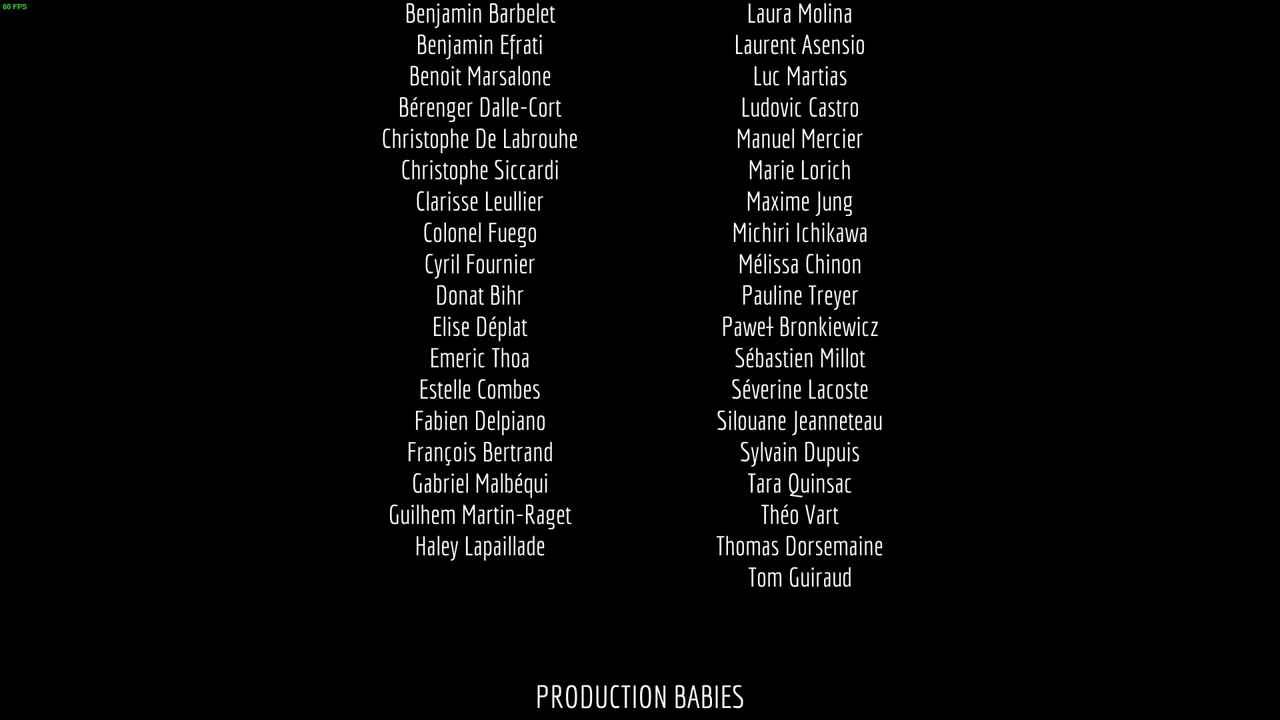 60 FPS
Benjamin Barbelet
Benjamin Efrati
Benoit Marsalone
Bérenger Dalle-Cort
Christophe De Labrouhe
Christophe Siccardi
Clarisse Leullier
Colonel Fuego
Cyril Fournier
Donat Bihr
Elise Déplat
Emeric Thoa
Estelle Combes
Fabien Delpiano
François Bertrand
Gabriel Malbéqui
Guilhem Martin-Raget
Haley Lapaillade
Laura Molina
Laurent Asensio
Luc Martias
Ludovic Castro
Manuel Mercier
Marie Lorich
Maxime Jung
Michiri Ichikawa
Mélissa Chinon
Pauline Treyer
Paweł Bronkiewicz
Sébastien Millot
Séverine Lacoste
Silouane Jeanneteau
Sylvain Dupuis
Tara Quinsac
Théo Vart
Thomas Dorsemaine
Tom Guiraud
PRODUCTION BABIES